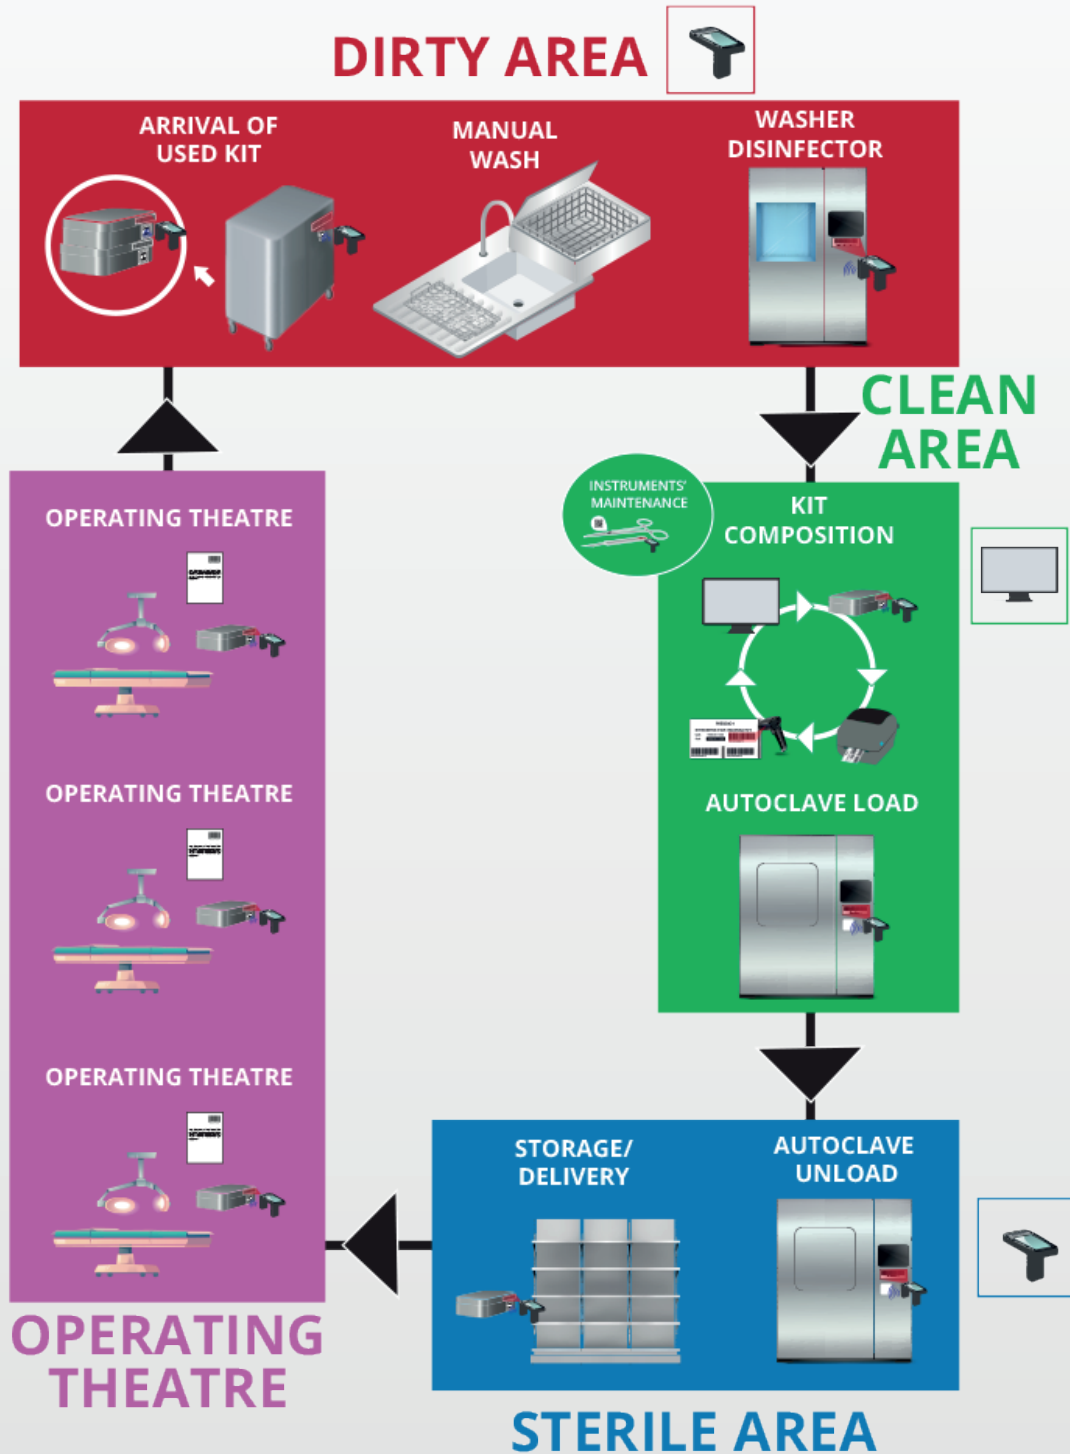 DIRTY AREA
ARRIVAL OF
USED KIT
MANUAL
WASH
WASHER
DISINFECTOR
CLEAN
AREA
INSTRUMENTS'
MAINTENANCE
KIT
COMPOSITION
AUTOCLAVE LOAD
OPERATING THEATRE
OPERATING THEATRE
OPERATING THEATRE
STORAGE/
DELIVERY
AUTOCLAVE
UNLOAD
OPERATING
THEATRE
STERILE AREA